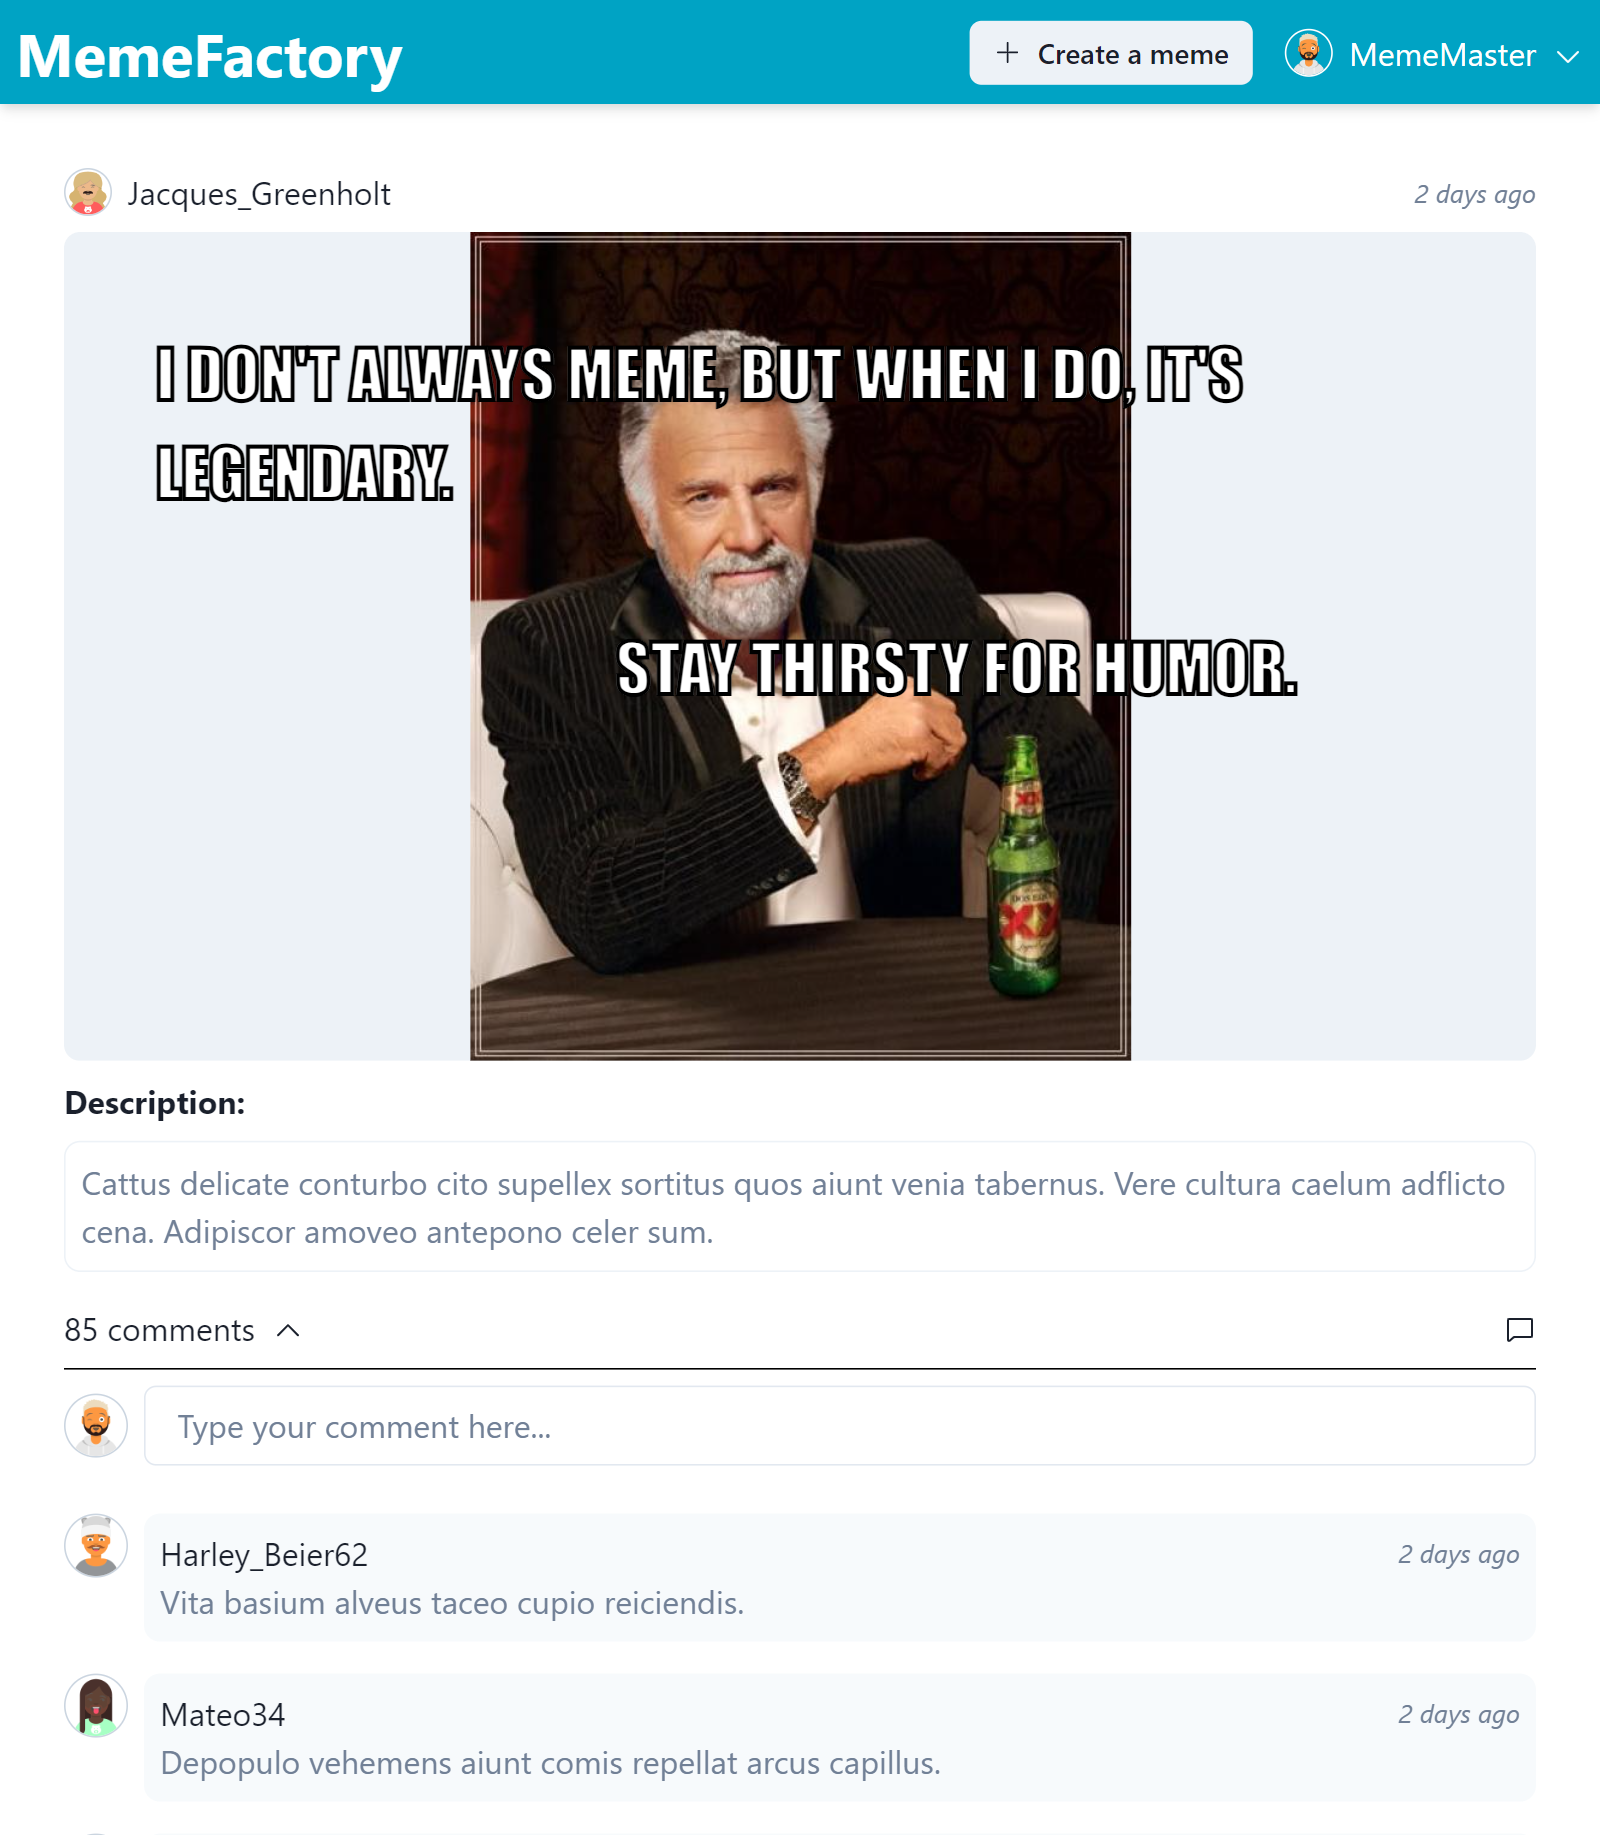 MemeFactory
Create a meme
MemeMaster
Jacques_Greenholt
2 days ago
I DON'T ALWAYS MEME, BUT WHEN I DO, IT'S
LEGENDARY.
STAY THIRSTY FOR HUMOR.
XX
DOS EQUIS
XX
Description:
Cattus delicate conturbo cito supellex sortitus quos aiunt venia tabernus. Vere cultura caelum adflicto
cena. Adipiscor amoveo antepono celer sum.
85 comments
Type your comment here...
Harley_Beier62
2 days ago
Vita basium alveus taceo cupio reiciendis.
Mateo34
2 days ago
Depopulo vehemens aiunt comis repellat arcus capillus.